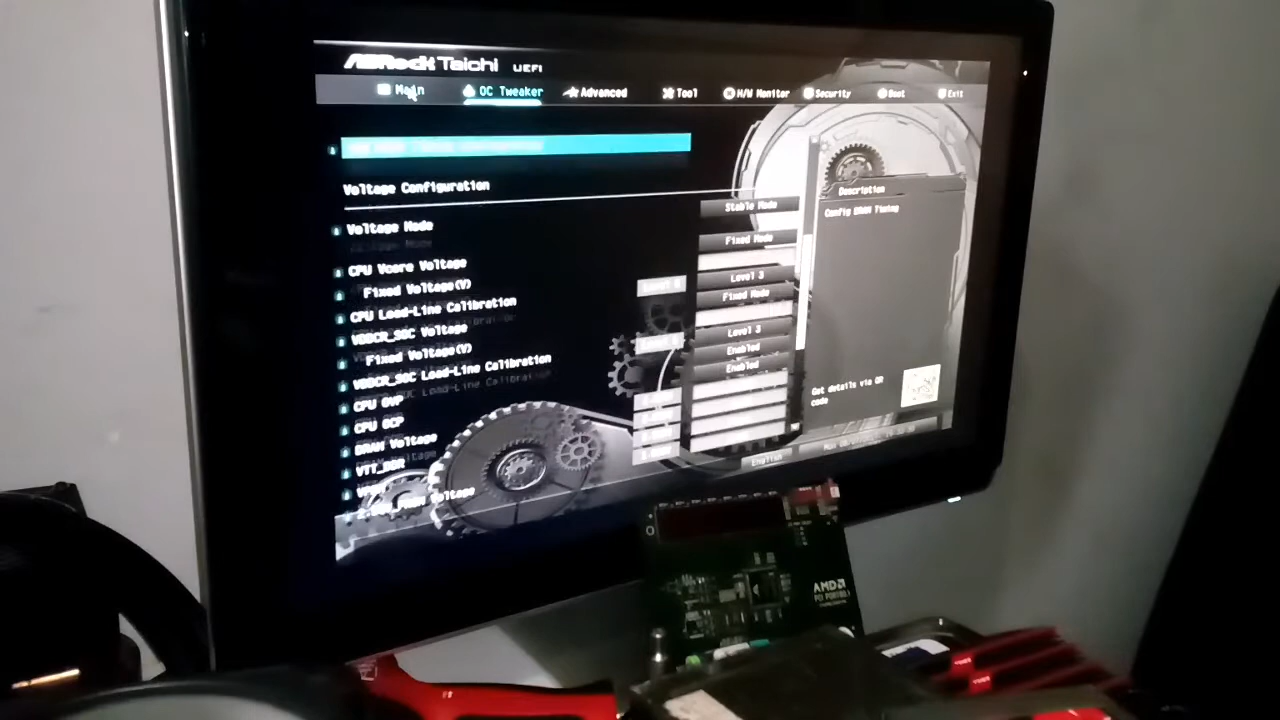 ASRock Taichi UEFI
Main OC Tweaker Advanced Tool H/W Monitor Security Boot Exit
Voltage Configuration
Voltage Mode Stable Mode
CPU Vcore Voltage Fixed Mode
Fixed Voltage(V)
CPU Load-Line Calibration Level 3
VDDCR_SOC Voltage Fixed Mode
Fixed Voltage(V)
VDDCR_SOC Load-Line Calibration Level 3
CPU OVP Enabled
CPU OCP Enabled
DRAM Voltage
VTT_DDR
Voltage
Description
Config DRAM Timing
Get details via QR
code
English
AMD